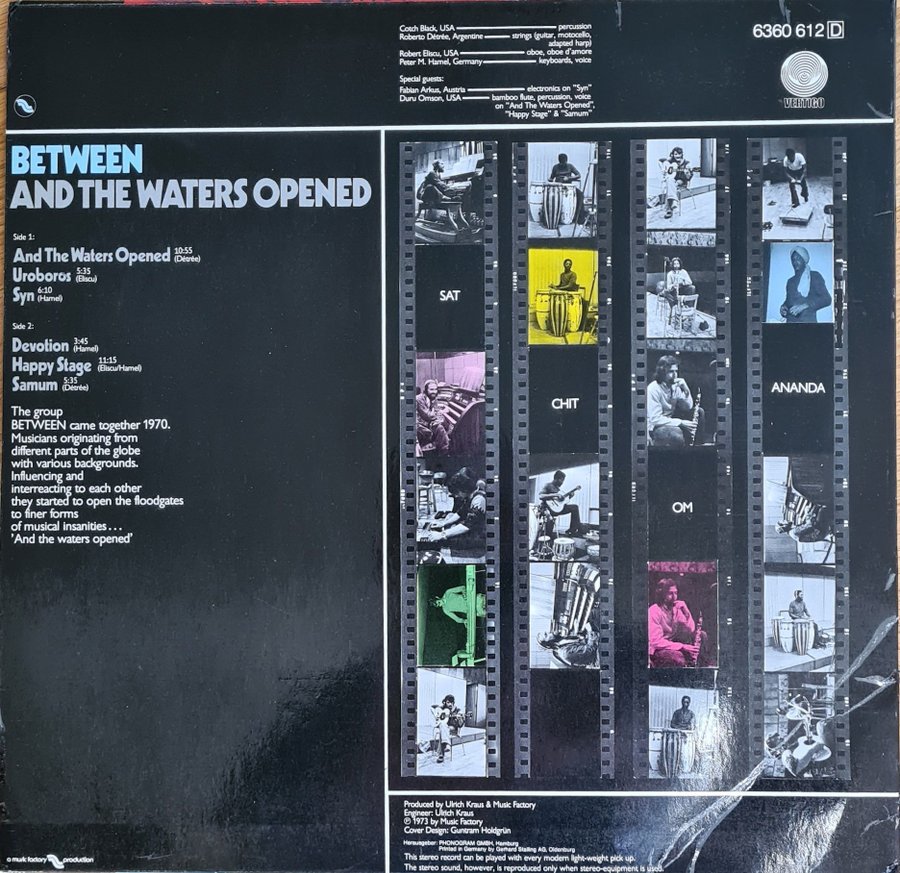 Cotch Black, USA percussion
Roberto Détrée, Argentine strings (guitar, motocello,
adapted harp)
Robert Eliscu, USA oboe, oboe d'amore
Peter M. Hamel, Germany keyboards, voice
Special guests:
Fabian Arkus, Austria electronics on "Syn"
Duru Omson, USA bamboo flute, percussion, voice
on "And The Waters Opened",
"Happy Stage" & "Samum"
6360 612 D
VERTIGO
BETWEEN
AND THE WATERS OPENED
Side 1:
And The Waters Opened 10:55 (Détrée)
Uroboros 5:35 (Eliscu)
Syn 6:10 (Hamel)
Side 2:
Devotion 3:45 (Hamel)
Happy Stage 11:15 (Eliscu/Hamel)
Samum 5:35 (Détrée)
The group
BETWEEN came together 1970.
Musicians originating from
different parts of the globe
with various backgrounds.
Influencing and
interreacting to each other
they started to open the floodgates
to finer forms
of musical insanities...
'And the waters opened'
SAT
CHIT
OM
ANANDA
Produced by Ulrich Kraus & Music Factory
Engineer: Ulrich Kraus
Ⓟ 1973 by Music Factory
Cover Design: Guntram Holdgrün
Herausgeber: PHONOGRAM GMBH, Hamburg
Printed in Germany by Gerhard Stalling AG, Oldenburg
This stereo record can be played with every modern light-weight pick up.
The stereo sound, however, is reproduced only when stereo-equipment is used.
a music factory production